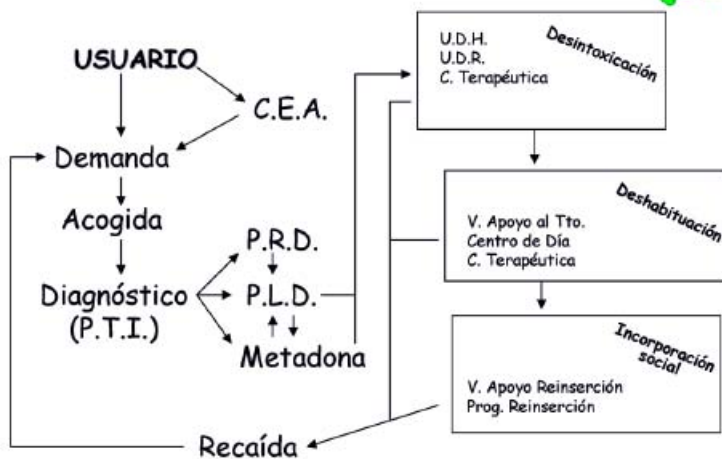 USUARIO
C.E.A.
Demanda
Acogida
Diagnóstico
(P.T.I.)
P.R.D.
P.L.D.
Metadona
Recaída
Desintoxicación
U.D.H.
U.D.R.
C. Terapéutica
Deshabituación
V. Apoyo al Tto.
Centro de Día
C. Terapéutica
Incorporación
social
V. Apoyo Reinserción
Prog. Reinserción